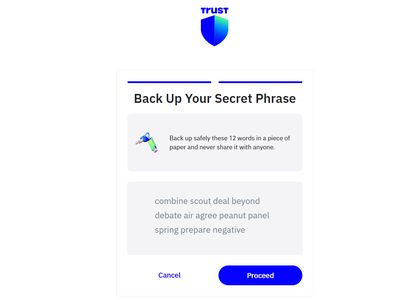 TRUST
Back Up Your Secret Phrase
Back up safely these 12 words in a piece of
paper and never share it with anyone.
combine scout deal beyond
debate air agree peanut panel
spring prepare negative
Cancel
Proceed